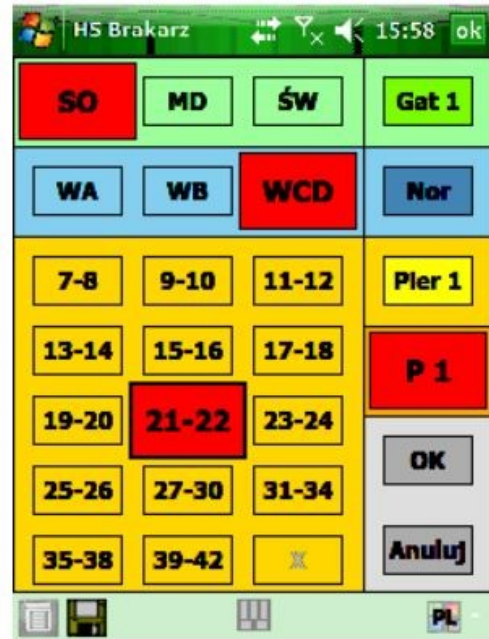 HS Brakarz 15:58 ok
SO MD ŚW Gat 1
WA WB WCD Nor
7-8 9-10 11-12 Pier 1
13-14 15-16 17-18
P 1
19-20 21-22 23-24
OK
25-26 27-30 31-34
35-38 39-42 X Anuluj
PL